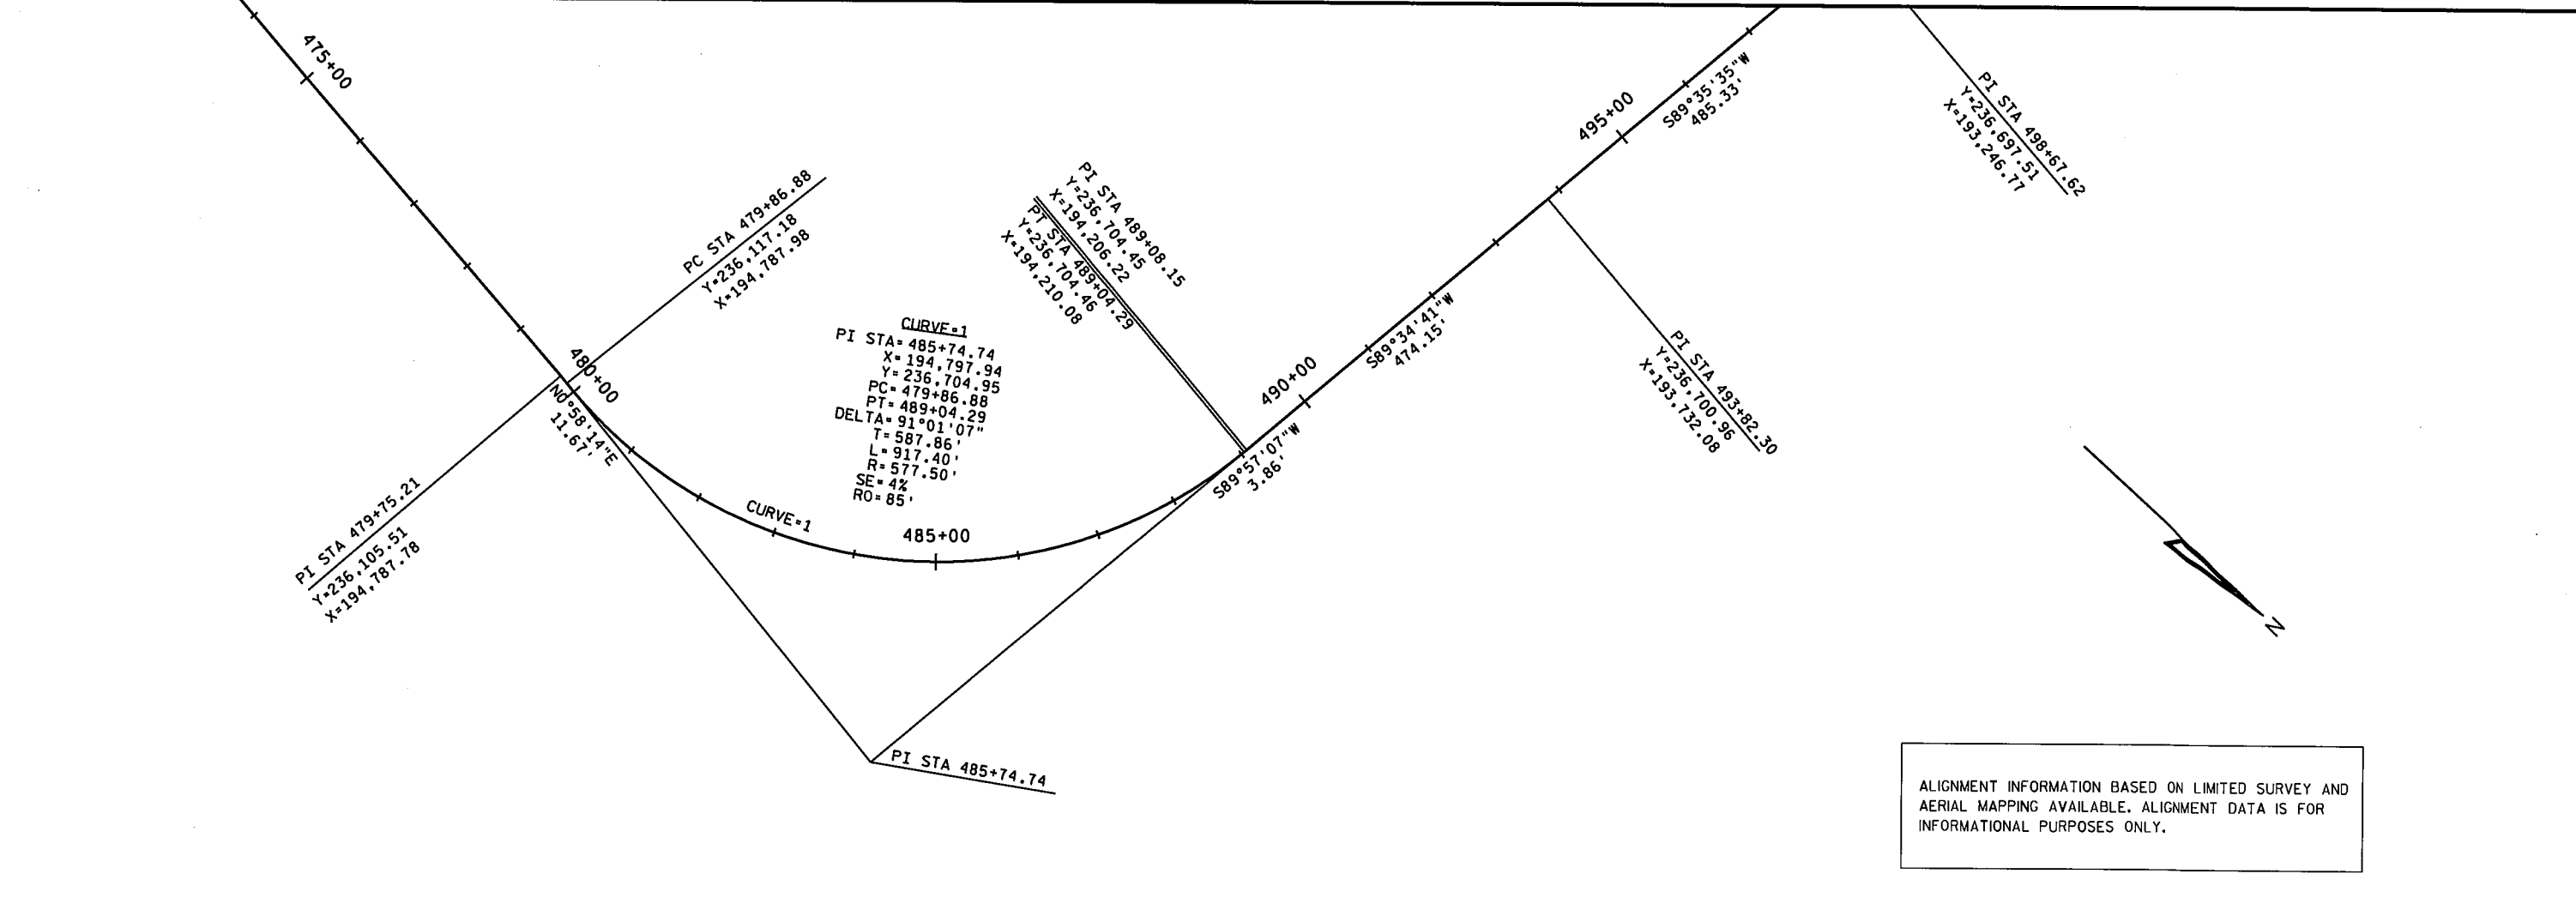 475+00
PC STA 479+86.88
Y=236,117.18
X=194,787.98
480+00
N0°58'14"E
11.67'
PI STA 479+75.21
Y=236,105.51
X=194,787.78
CURVE=1
PI STA= 485+74.74
X= 194,797.94
Y= 236,704.95
PC= 479+86.88
PT= 489+04.29
DELTA= 91°01'07"
T= 587.86'
L= 917.40'
R= 577.50'
SE= 4%
RO= 85'
CURVE=1
485+00
PI STA 485+74.74
PI STA 489+08.15
Y=236,704.45
X=194,206.22
PT STA 489+04.29
Y=236,704.46
X=194,210.08
S89°57'07"W
3.86'
490+00
S89°34'41"W
474.15'
PI STA 493+82.30
Y=236,700.96
X=193,732.08
495+00
S89°35'35"W
485.33'
PI STA 498+67.62
Y=236,697.51
X=193,246.77
N
ALIGNMENT INFORMATION BASED ON LIMITED SURVEY AND
AERIAL MAPPING AVAILABLE. ALIGNMENT DATA IS FOR
INFORMATIONAL PURPOSES ONLY.